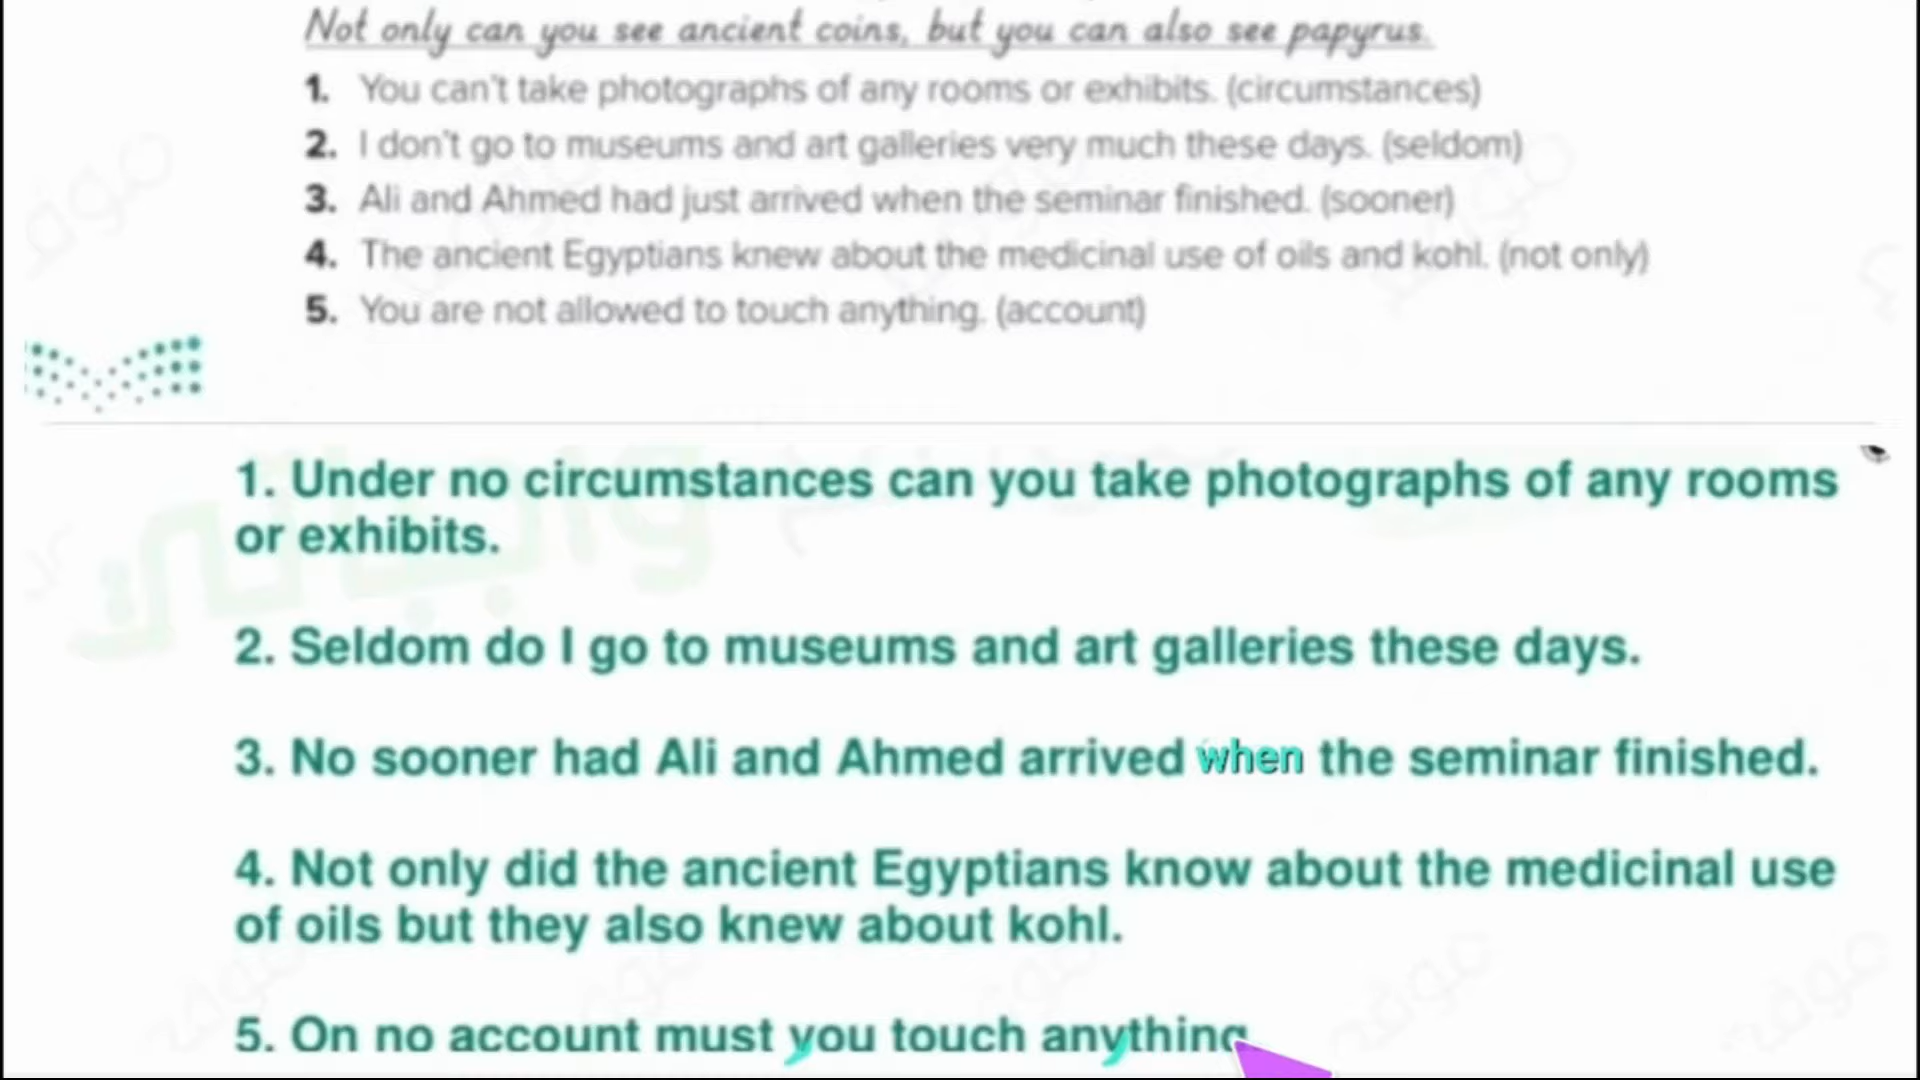 Not only can you see ancient coins, but you can also see papyrus.
1. You can't take photographs of any rooms or exhibits. (circumstances)
2. I don't go to museums and art galleries very much these days. (seldom)
3. Ali and Ahmed had just arrived when the seminar finished. (sooner)
4. The ancient Egyptians knew about the medicinal use of oils and kohl. (not only)
5. You are not allowed to touch anything. (account)
1. Under no circumstances can you take photographs of any rooms
or exhibits.
2. Seldom do I go to museums and art galleries these days.
3. No sooner had Ali and Ahmed arrived when the seminar finished.
4. Not only did the ancient Egyptians know about the medicinal use
of oils but they also knew about kohl.
5. On no account must you touch anything.